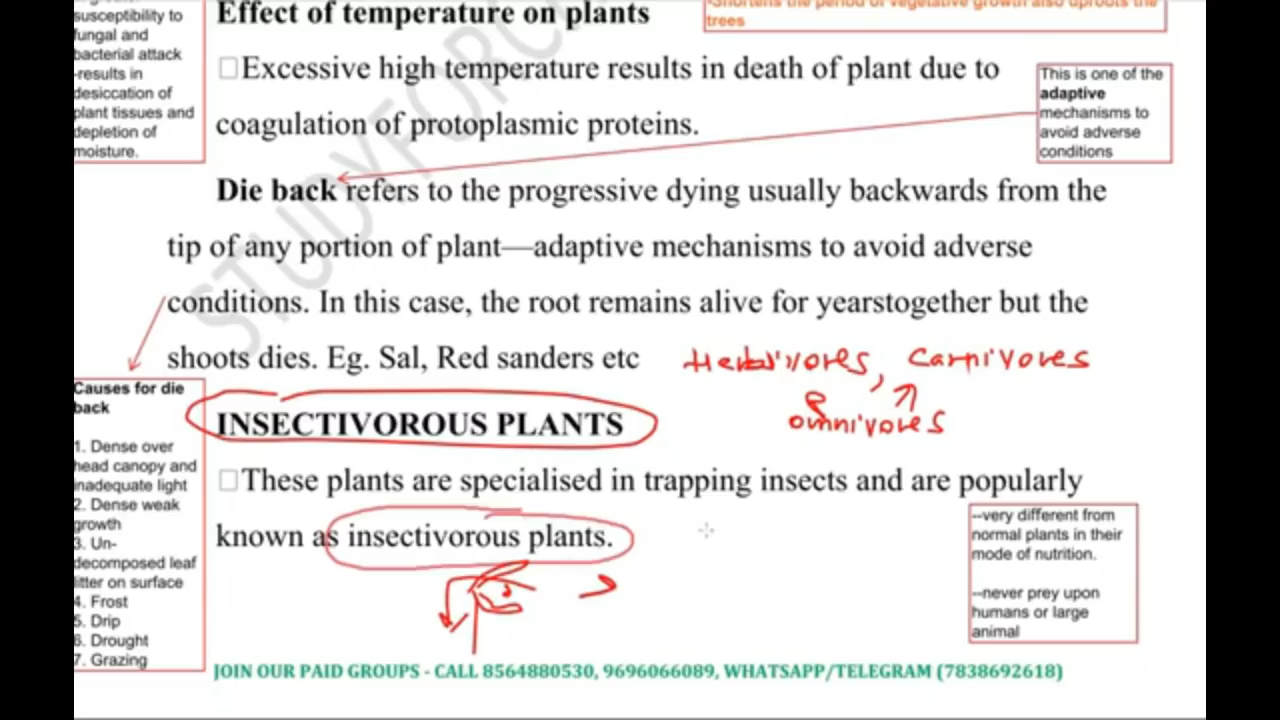 susceptibility to
fungal and
bacterial attack
-results in
desiccation of
plant tissues and
depletion of
moisture.
Effect of temperature on plants
-Shortens the period of vegetative growth also uproots the
trees
Excessive high temperature results in death of plant due to
coagulation of protoplasmic proteins.
This is one of the
adaptive
mechanisms to
avoid adverse
conditions
Die back refers to the progressive dying usually backwards from the
tip of any portion of plant—adaptive mechanisms to avoid adverse
conditions. In this case, the root remains alive for yearstogether but the
shoots dies. Eg. Sal, Red sanders etc
Herbivores, Carnivores
omnivores
Causes for die
back
1. Dense over
head canopy and
inadequate light
2. Dense weak
growth
3. Un-
decomposed leaf
litter on surface
4. Frost
5. Drip
6. Drought
7. Grazing
INSECTIVOROUS PLANTS
These plants are specialised in trapping insects and are popularly
known as insectivorous plants.
--very different from
normal plants in their
mode of nutrition.
--never prey upon
humans or large
animal
JOIN OUR PAID GROUPS - CALL 8564880530, 9696066089, WHATSAPP/TELEGRAM (7838692618)